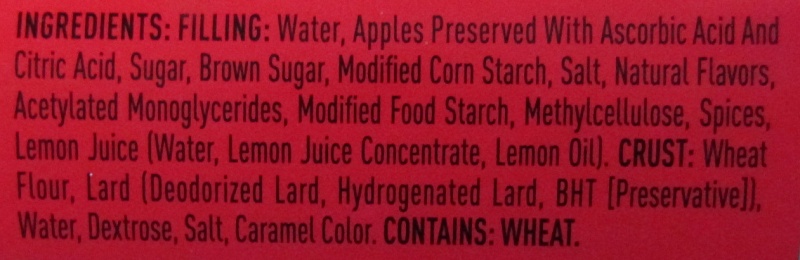 INGREDIENTS: FILLING: Water, Apples Preserved With Ascorbic Acid And
Citric Acid, Sugar, Brown Sugar, Modified Corn Starch, Salt, Natural Flavors,
Acetylated Monoglycerides, Modified Food Starch, Methylcellulose, Spices,
Lemon Juice (Water, Lemon Juice Concentrate, Lemon Oil). CRUST: Wheat
Flour, Lard (Deodorized Lard, Hydrogenated Lard, BHT [Preservative]),
Water, Dextrose, Salt, Caramel Color. CONTAINS: WHEAT.